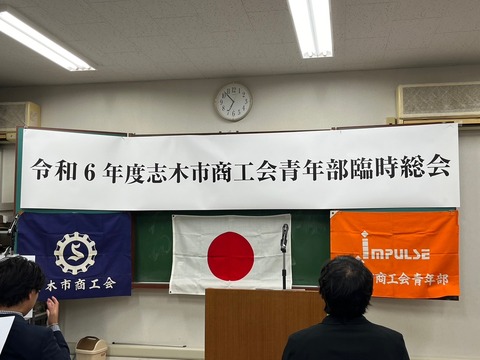 令和6年度志木市商工会青年部臨時総会
木市商工会
impulse
商工会青年部